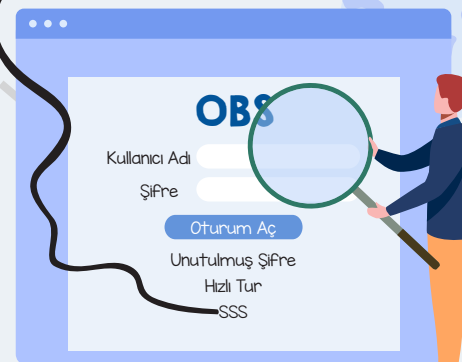 OBS
Kullanıcı Adı
Şifre
Oturum Aç
Unutulmuş Şifre
Hızlı Tur
SSS